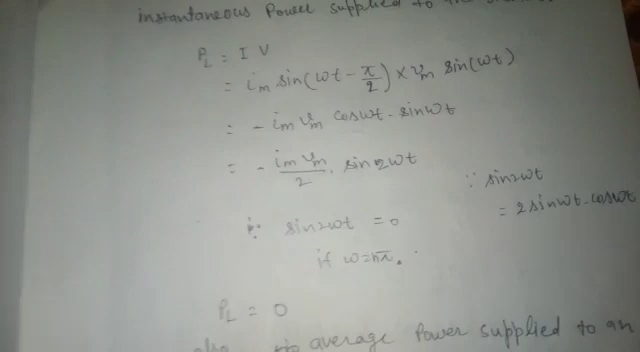 instantaneous Power supplied to
P_L = I V
= i_m sin(ωt - π/2) × v_m sin(ωt)
= - i_m v_m cosωt . sinωt
= - i_m v_m / 2 . sin2ωt
∵ sin2ωt
= 2sinωt . cosωt
∵ sin2ωt = 0
if ω = nπ.
P_L = 0
also average Power supplied to an